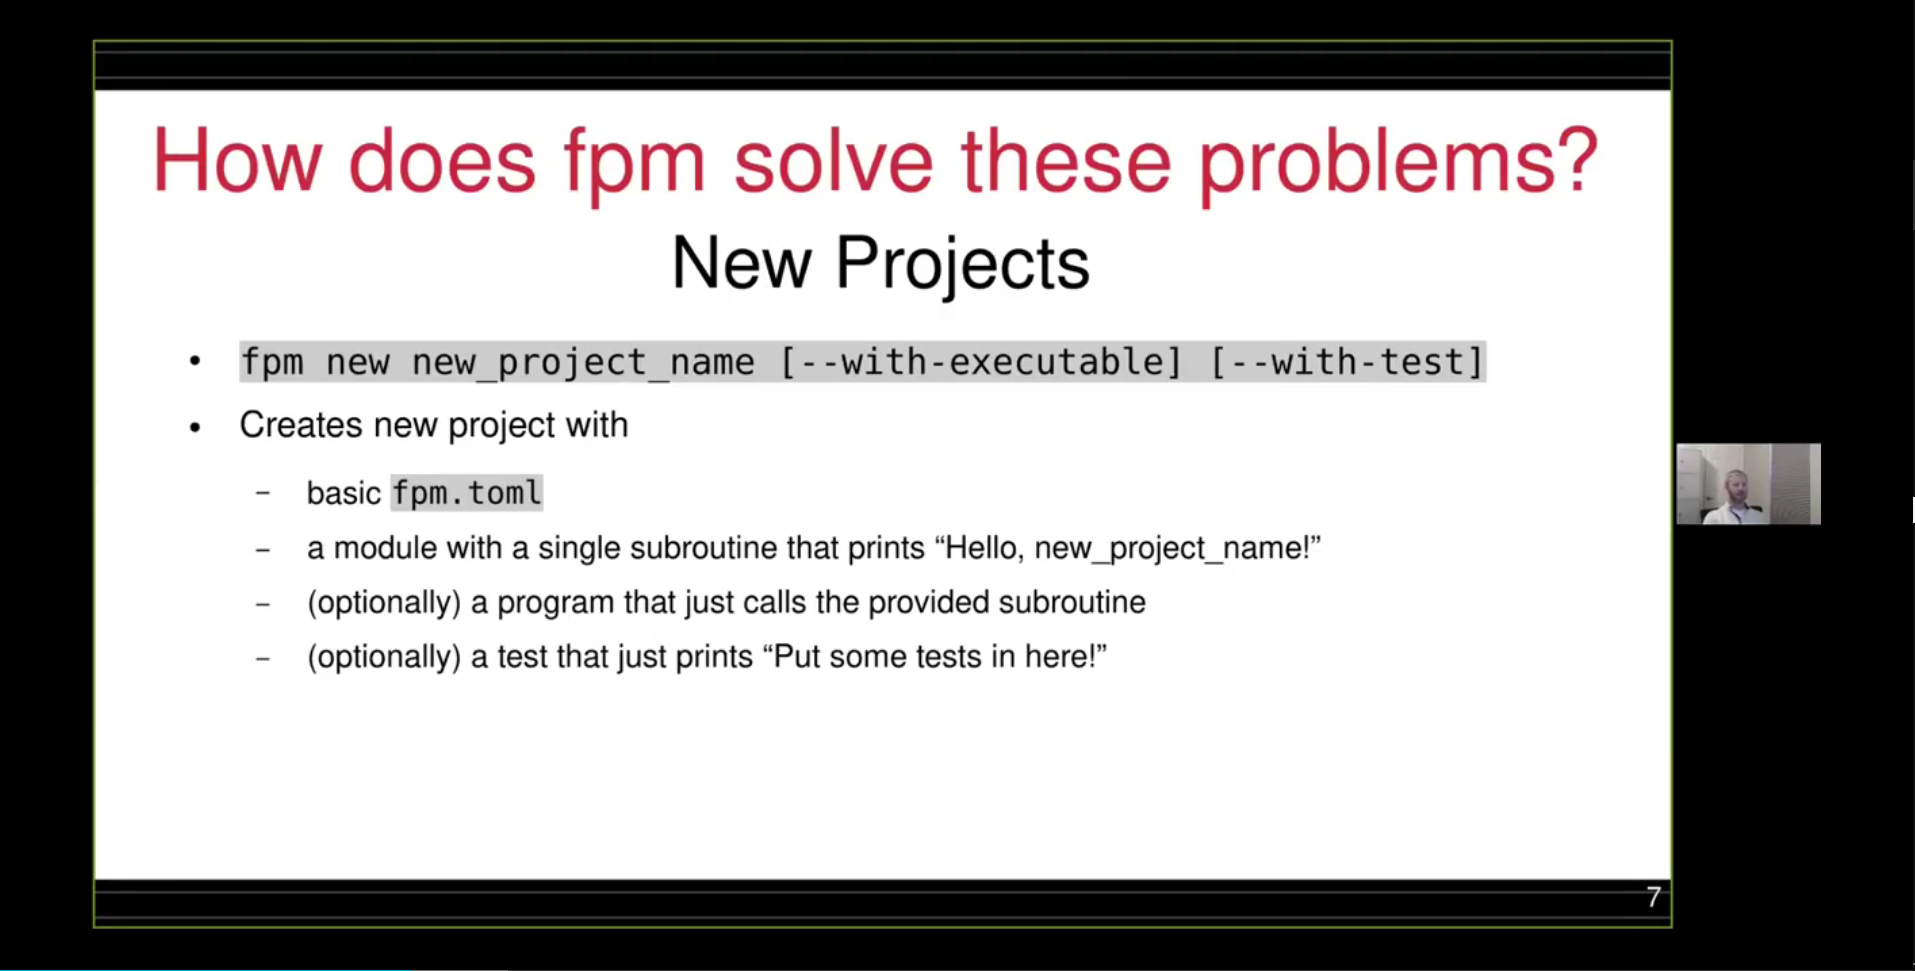 How does fpm solve these problems?
New Projects
• fpm new new_project_name [--with-executable] [--with-test]
• Creates new project with
– basic fpm.toml
– a module with a single subroutine that prints “Hello, new_project_name!”
– (optionally) a program that just calls the provided subroutine
– (optionally) a test that just prints “Put some tests in here!”
7